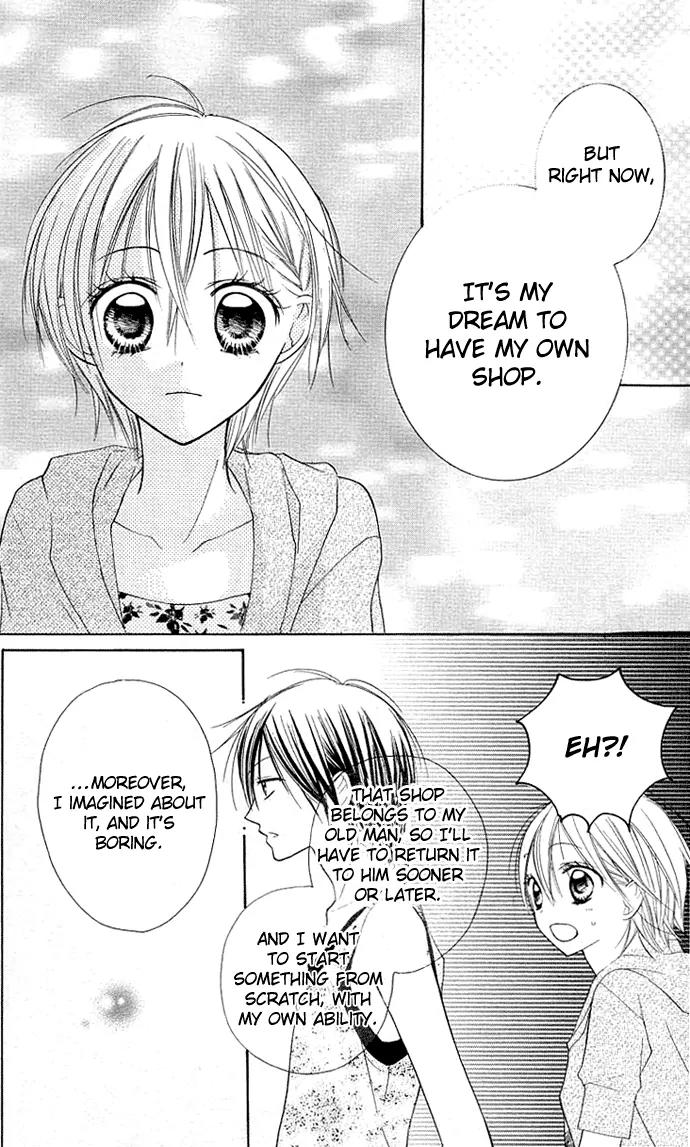 BUT
RIGHT NOW,
IT'S MY
DREAM TO
HAVE MY OWN
SHOP.
EH?!
THAT SHOP
BELONGS TO MY
OLD MAN, SO I'LL
HAVE TO RETURN IT
TO HIM SOONER
OR LATER.
AND I WANT
TO START
SOMETHING FROM
SCRATCH, WITH
MY OWN ABILITY.
...MOREOVER,
I IMAGINED ABOUT
IT, AND IT'S
BORING.